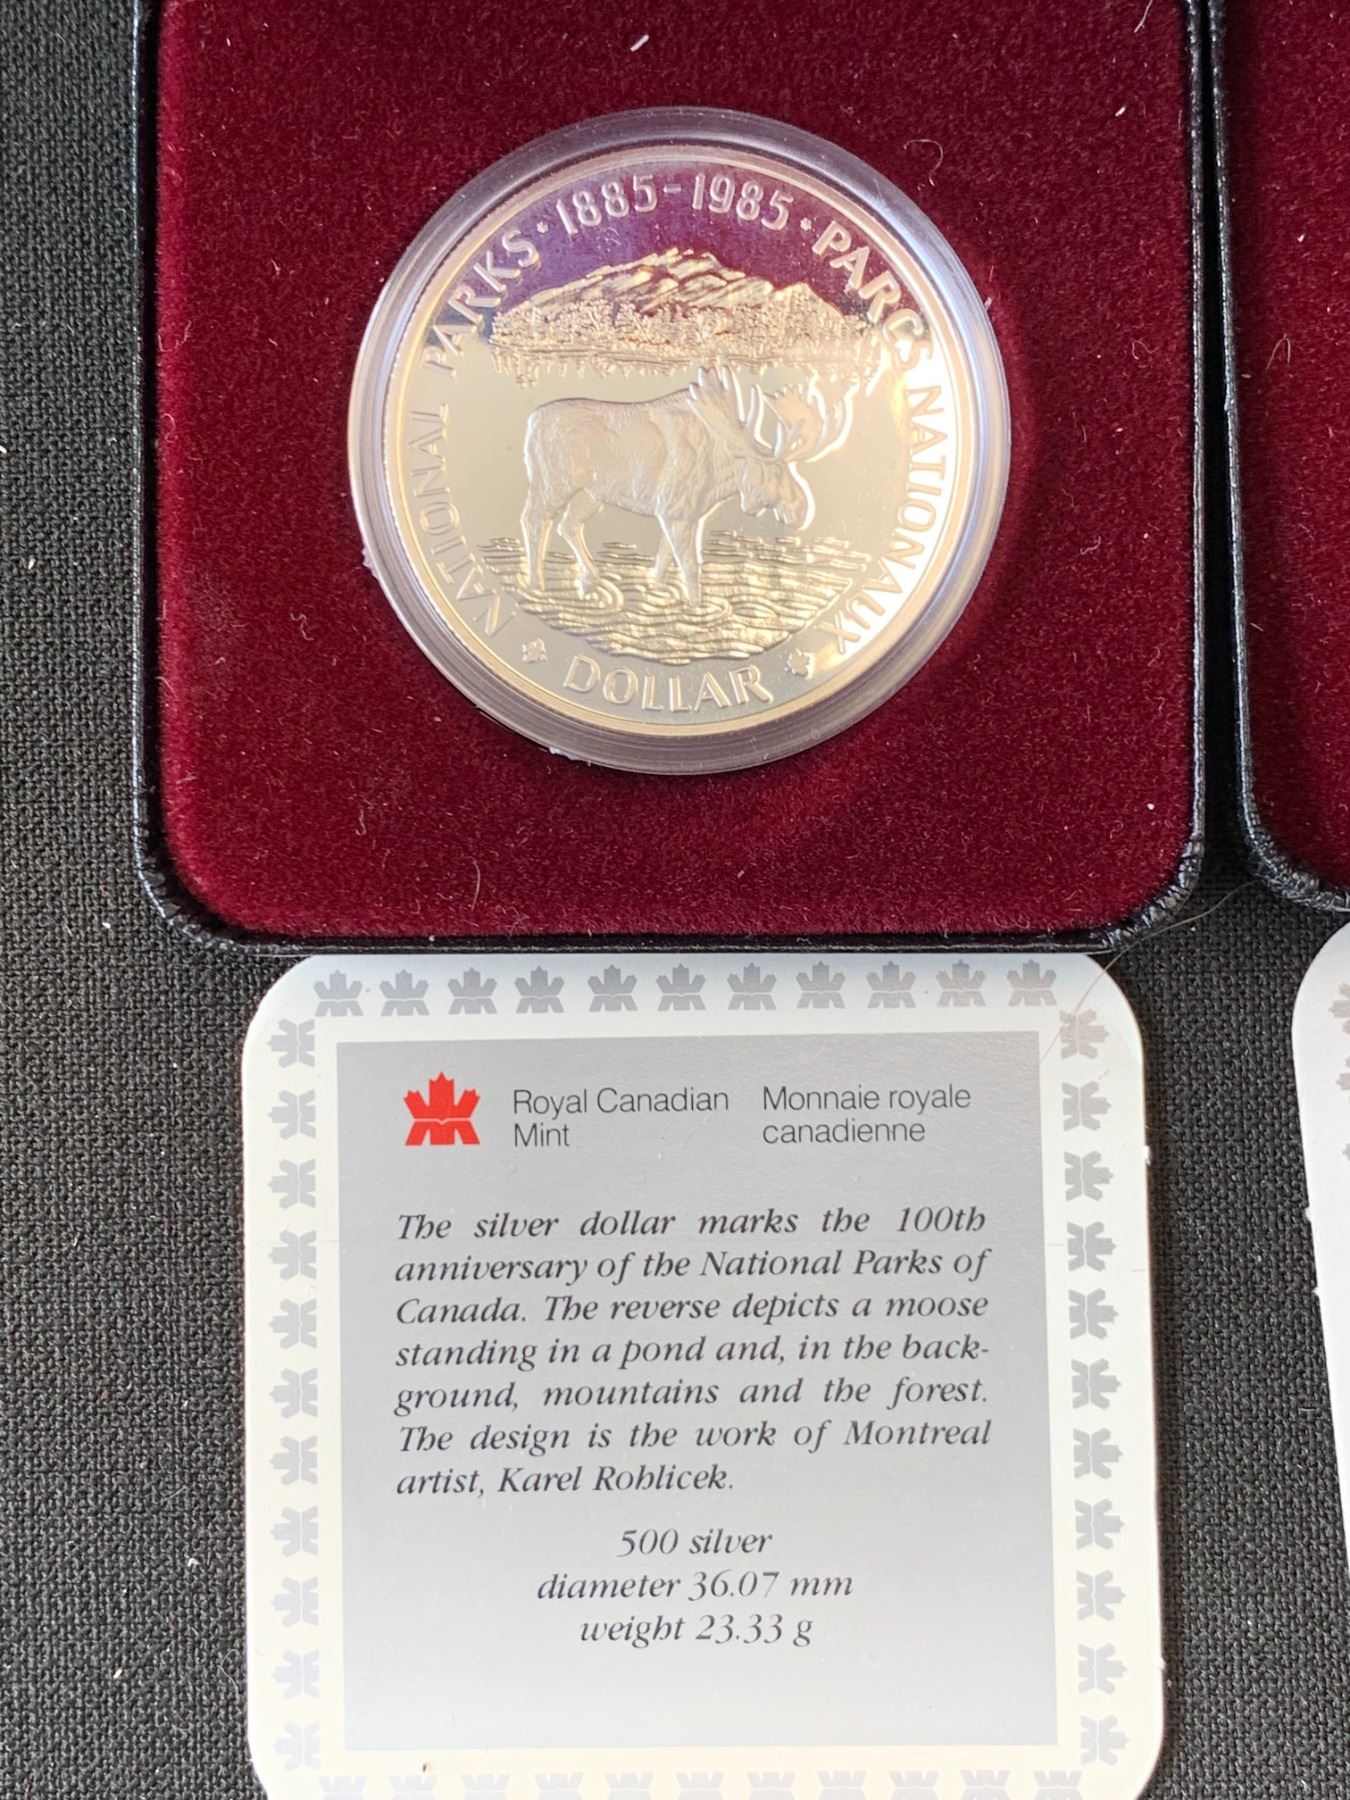 NATIONAL PARKS · 1885-1985 · PARCS NATIONAUX
DOLLAR
Royal Canadian Monnaie royale
Mint canadienne
The silver dollar marks the 100th
anniversary of the National Parks of
Canada. The reverse depicts a moose
standing in a pond and, in the back-
ground, mountains and the forest.
The design is the work of Montreal
artist, Karel Rohlicek.
500 silver
diameter 36.07 mm
weight 23.33 g